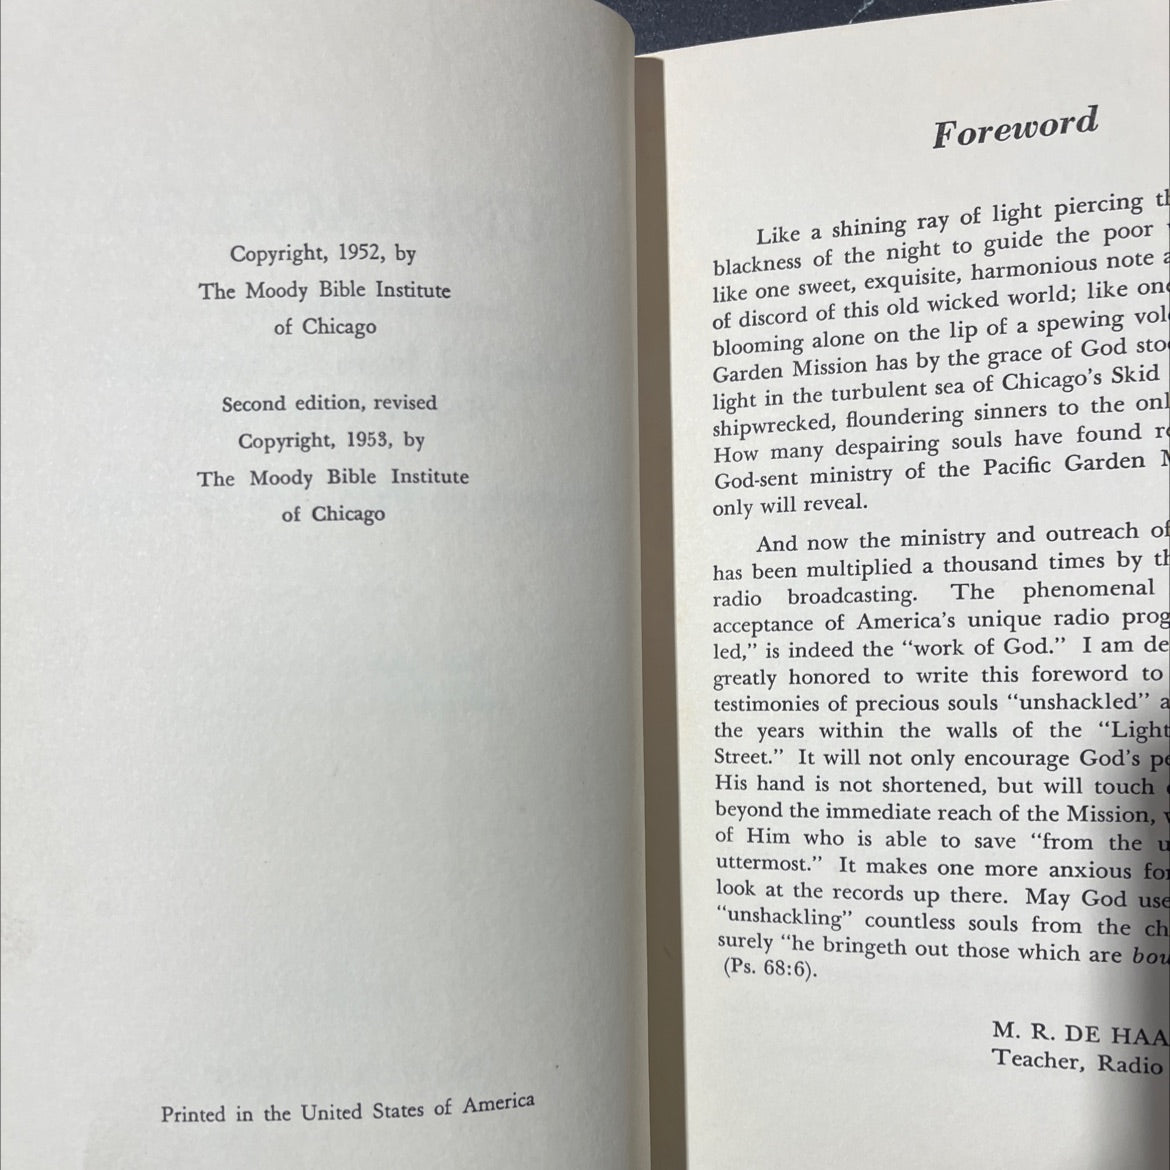 Copyright, 1952, by
The Moody Bible Institute
of Chicago
Second edition, revised
Copyright, 1953, by
The Moody Bible Institute
of Chicago
Printed in the United States of America
Foreword
Like a shining ray of light piercing
blackness of the night to guide the poor
like one sweet, exquisite, harmonious note
of discord of this old wicked world; like
blooming alone on the lip of a spewing
Garden Mission has by the grace of God
light in the turbulent sea of Chicago's Skid
shipwrecked, floundering sinners to the
How many despairing souls have found
God-sent ministry of the Pacific Garden
only will reveal.
And now the ministry and outreach of
has been multiplied a thousand times by
radio broadcasting. The phenomenal
acceptance of America's unique radio
led," is indeed the "work of God." I am
greatly honored to write this foreword to
testimonies of precious souls "unshackled"
the years within the walls of the "Light
Street." It will not only encourage God's
His hand is not shortened, but will touch
beyond the immediate reach of the Mission,
of Him who is able to save "from the
uttermost." It makes one more anxious
look at the records up there. May God use
"unshackling" countless souls from the
surely "he bringeth out those which are
(Ps. 68:6).
M. R. DE HAA
Teacher, Radio